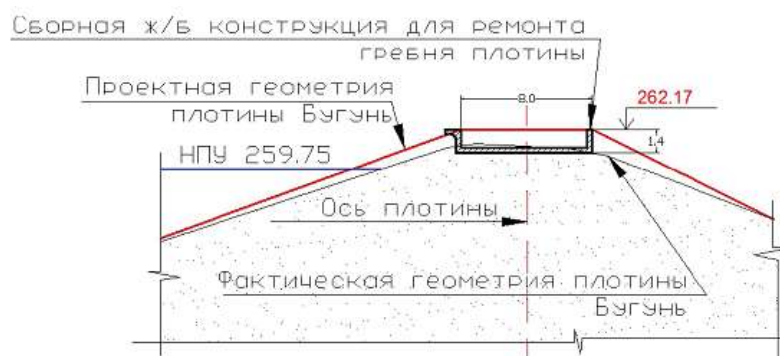 Сборная ж/б конструкция для ремонта
гребня плотины
Проектная геометрия
плотины Бугунь
8.0
262.17
1.4
НПУ 259.75
Ось плотины
Фактическая геометрия плотины
Бугунь